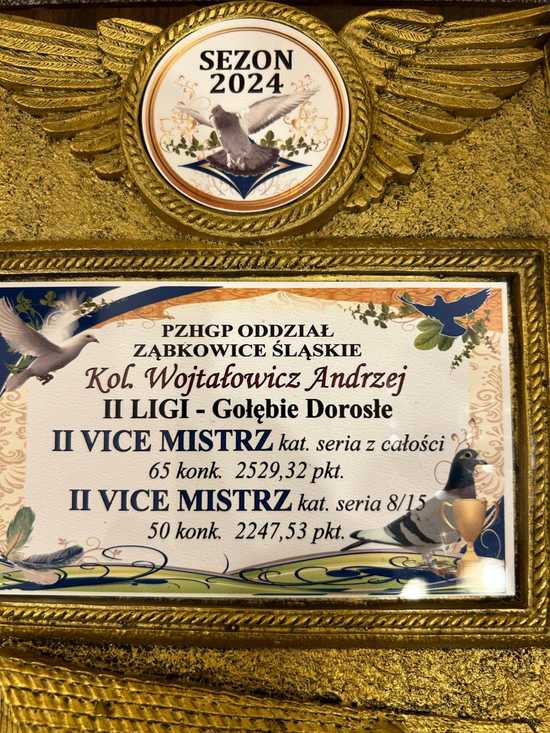 SEZON
2024
PZHGP ODDZIAŁ
ZĄBKOWICE ŚLĄSKIE
Kol. Wojtałowicz Andrzej
II LIGI - Gołębie Dorosłe
II VICE MISTRZ kat. seria z całości
65 konk. 2529,32 pkt.
II VICE MISTRZ kat. seria 8/15
50 konk. 2247,53 pkt.